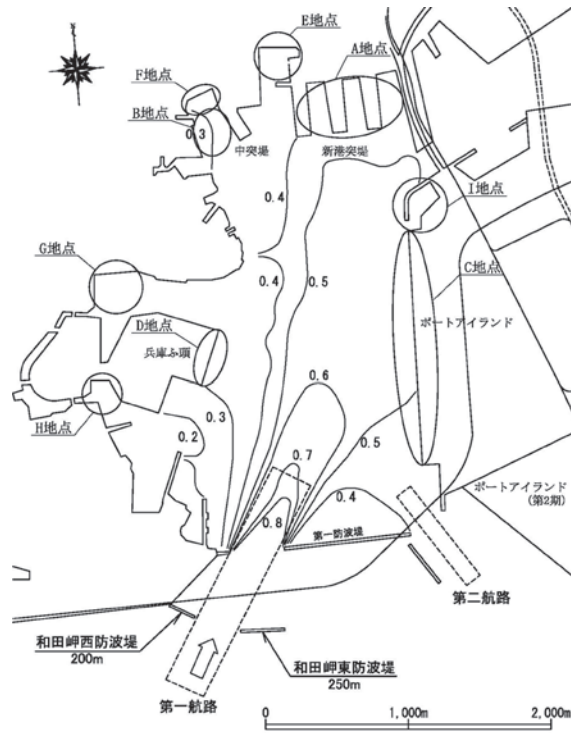 E地点
A地点
F地点
B地点
0.3
中突堤
新港突堤
I地点
0.4
G地点
0.4
0.5
C地点
D地点
兵庫ふ頭
ポートアイランド
0.6
0.3
H地点
0.2
0.5
0.7
0.4
ポートアイランド
(第2期)
0.8
第一防波堤
第二航路
和田岬西防波堤
200m
和田岬東防波堤
250m
第一航路
0
1,000m
2,000m